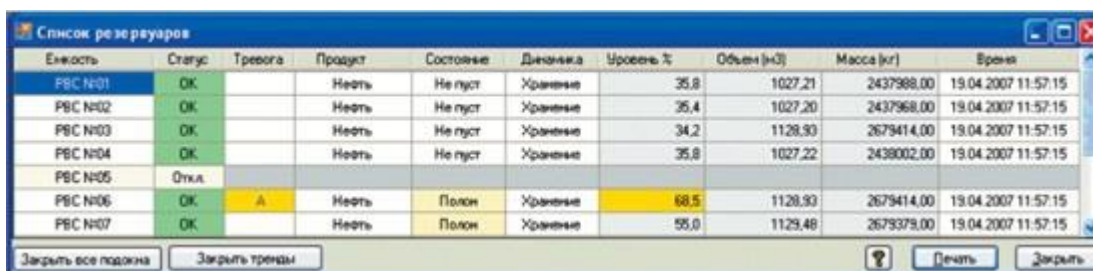 Список резервуаров
Емкость Статус Тревога Продукт Состояние Динамика Уровень % Объем (м3) Масса (кг) Время
РВС №01 OK Нефть Не пуст Хранение 35,8 1027,21 2437988,00 19.04.2007 11:57:15
РВС №02 OK Нефть Не пуст Хранение 35,4 1027,20 2437968,00 19.04.2007 11:57:15
РВС №03 OK Нефть Не пуст Хранение 34,2 1128,93 2679414,00 19.04.2007 11:57:15
РВС №04 OK Нефть Не пуст Хранение 35,8 1027,22 2438002,00 19.04.2007 11:57:15
РВС №05 Откл.
РВС №06 OK А Нефть Полон Хранение 68,5 1128,93 2679414,00 19.04.2007 11:57:15
РВС №07 OK Нефть Полон Хранение 55,0 1129,48 2679379,00 19.04.2007 11:57:15
Закрыть все подокна Закрыть тренды ? Печать Закрыть